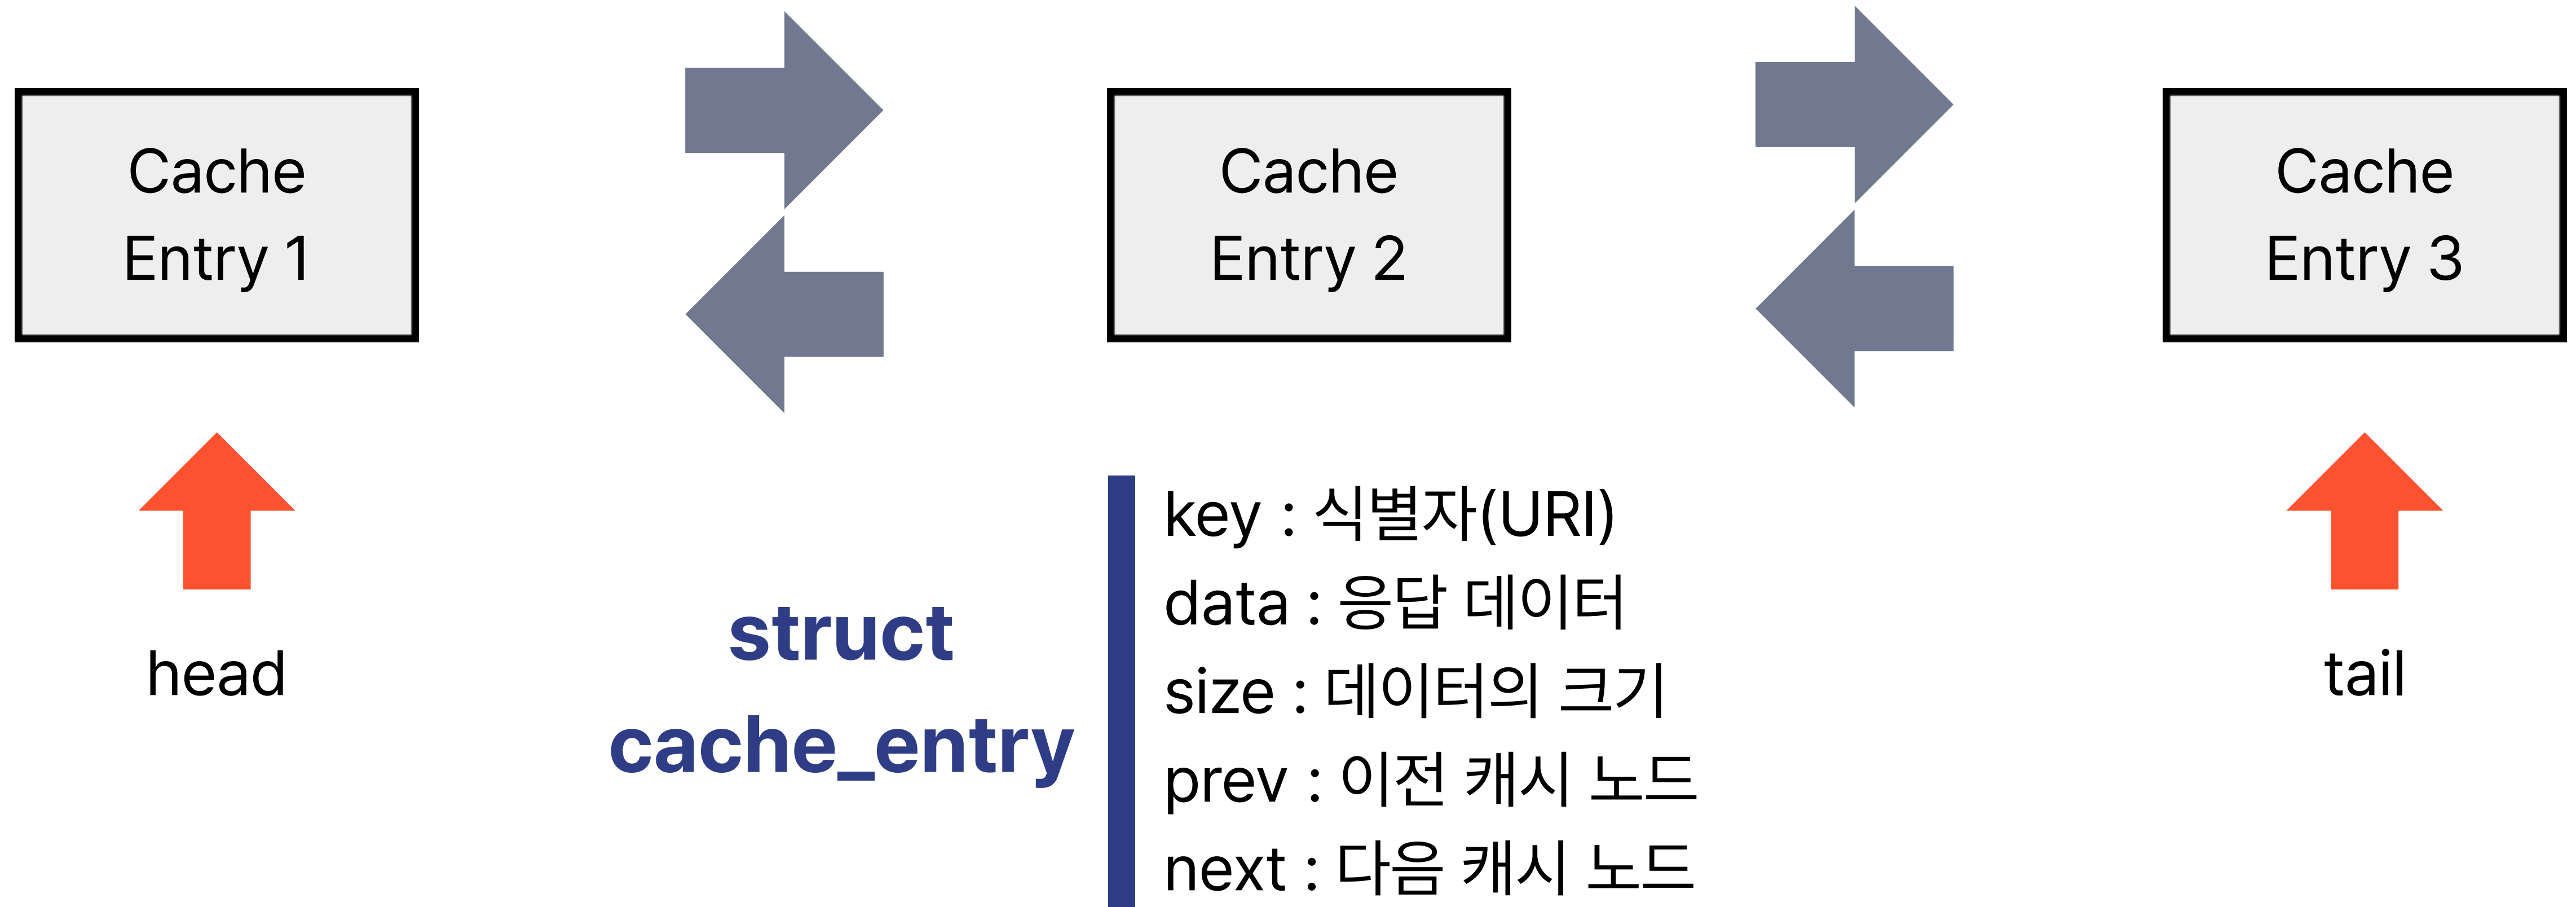 Cache
Entry 1
Cache
Entry 2
Cache
Entry 3
head
struct
cache_entry
key : 식별자(URI)
data : 응답 데이터
size : 데이터의 크기
prev : 이전 캐시 노드
next : 다음 캐시 노드
tail